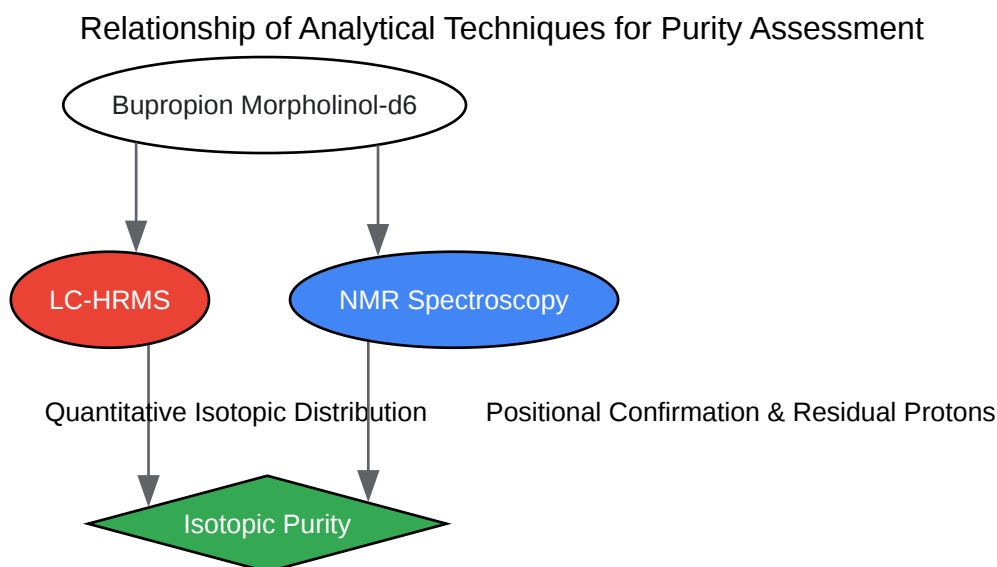 Relationship of Analytical Techniques for Purity Assessment
Bupropion Morpholinol-d6
LC-HRMS
NMR Spectroscopy
Quantitative Isotopic Distribution
Positional Confirmation & Residual Protons
Isotopic Purity